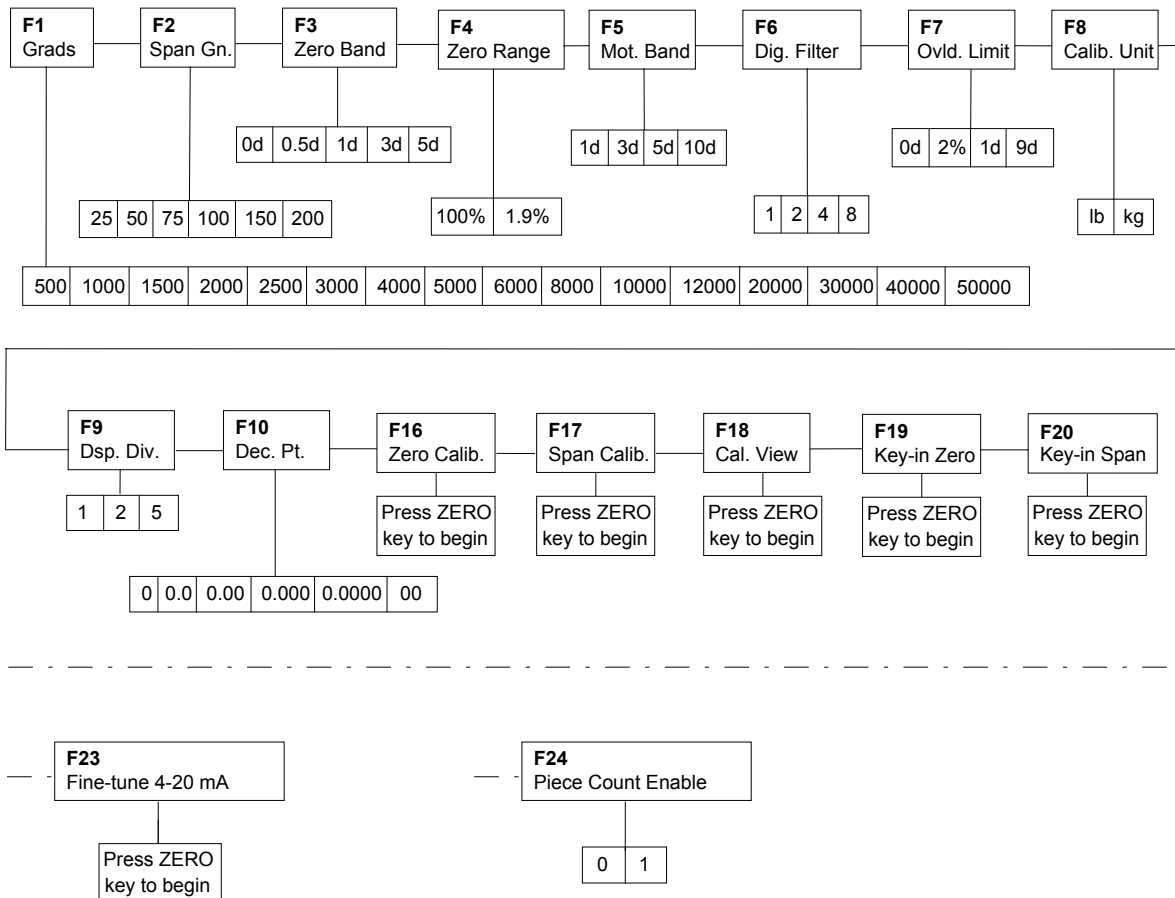 F1
Grads
F2
Span Gn.
F3
Zero Band
F4
Zero Range
F5
Mot. Band
F6
Dig. Filter
F7
Ovld. Limit
F8
Calib. Unit
0d 0.5d 1d 3d 5d
1d 3d 5d 10d
0d 2% 1d 9d
25 50 75 100 150 200
100% 1.9%
1 2 4 8
lb kg
500 1000 1500 2000 2500 3000 4000 5000 6000 8000 10000 12000 20000 30000 40000 50000
F9
Dsp. Div.
F10
Dec. Pt.
F16
Zero Calib.
F17
Span Calib.
F18
Cal. View
F19
Key-in Zero
F20
Key-in Span
1 2 5
Press ZERO
key to begin
Press ZERO
key to begin
Press ZERO
key to begin
Press ZERO
key to begin
Press ZERO
key to begin
0 0.0 0.00 0.000 0.0000 00
F23
Fine-tune 4-20 mA
F24
Piece Count Enable
Press ZERO
key to begin
0 1